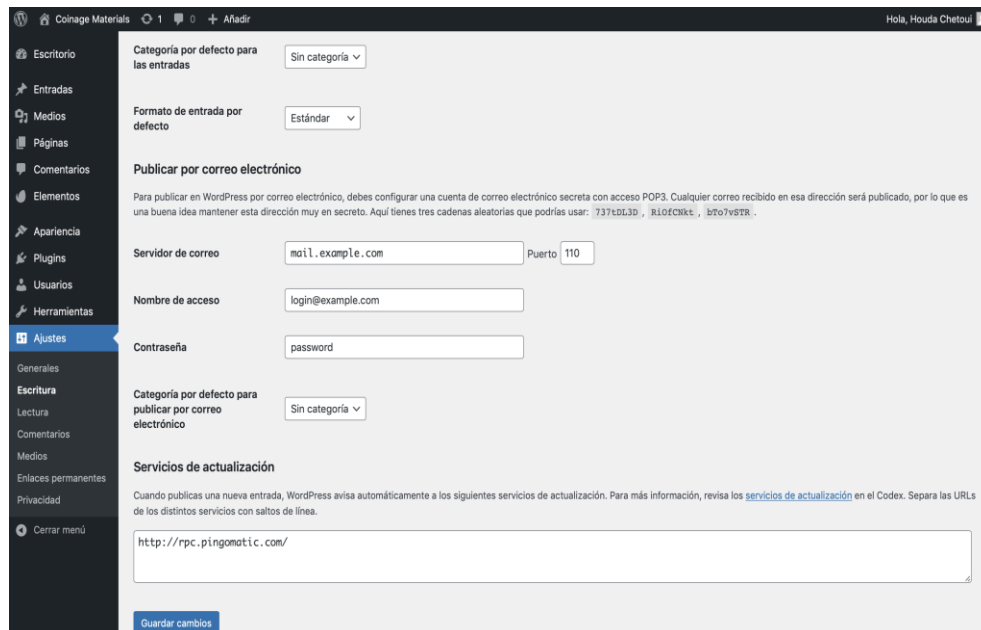 Coinage Materials 1 0 + Añadir Hola, Houda Chetoui
Escritorio
Entradas
Medios
Páginas
Comentarios
Elementos
Apariencia
Plugins
Usuarios
Herramientas
Ajustes
Generales
Escritura
Lectura
Comentarios
Medios
Enlaces permanentes
Privacidad
Cerrar menú
Categoría por defecto para
las entradas
Sin categoría
Formato de entrada por
defecto
Estándar
Publicar por correo electrónico
Para publicar en WordPress por correo electrónico, debes configurar una cuenta de correo electrónico secreta con acceso POP3. Cualquier correo recibido en esa dirección será publicado, por lo que es
una buena idea mantener esta dirección muy en secreto. Aquí tienes tres cadenas aleatorias que podrías usar: 737tDL3D , RiOfCNkt , bTo7vSTR .
Servidor de correo mail.example.com Puerto 110
Nombre de acceso login@example.com
Contraseña password
Categoría por defecto para
publicar por correo
electrónico
Sin categoría
Servicios de actualización
Cuando publicas una nueva entrada, WordPress avisa automáticamente a los siguientes servicios de actualización. Para más información, revisa los servicios de actualización en el Codex. Separa las URLs
de los distintos servicios con saltos de línea.
http://rpc.pingomatic.com/
Guardar cambios